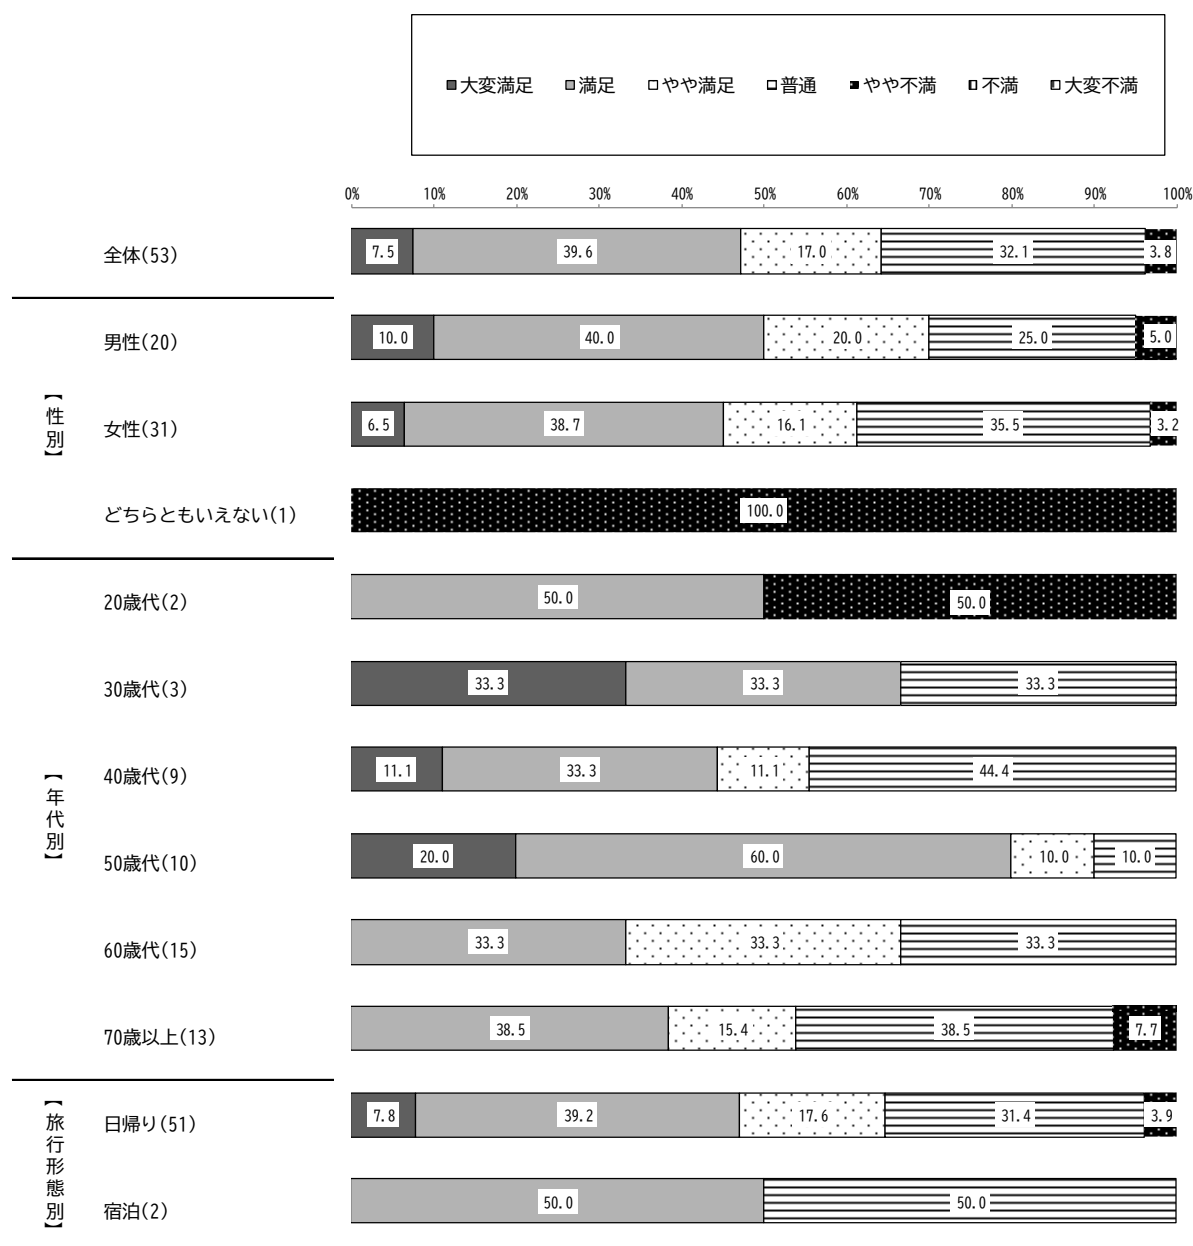 ■大変満足 ■満足 □やや満足 普通 やや不満 不満 大変不満
0% 10% 20% 30% 40% 50% 60% 70% 80% 90% 100%
全体(53) 7.5 39.6 17.0 32.1 3.8
【性別】
男性(20) 10.0 40.0 20.0 25.0 5.0
女性(31) 6.5 38.7 16.1 35.5 3.2
どちらともいえない(1) 100.0
【年代別】
20歳代(2) 50.0 50.0
30歳代(3) 33.3 33.3 33.3
40歳代(9) 11.1 33.3 11.1 44.4
50歳代(10) 20.0 60.0 10.0 10.0
60歳代(15) 33.3 33.3 33.3
70歳以上(13) 38.5 15.4 38.5 7.7
【旅行形態別】
日帰り(51) 7.8 39.2 17.6 31.4 3.9
宿泊(2) 50.0 50.0